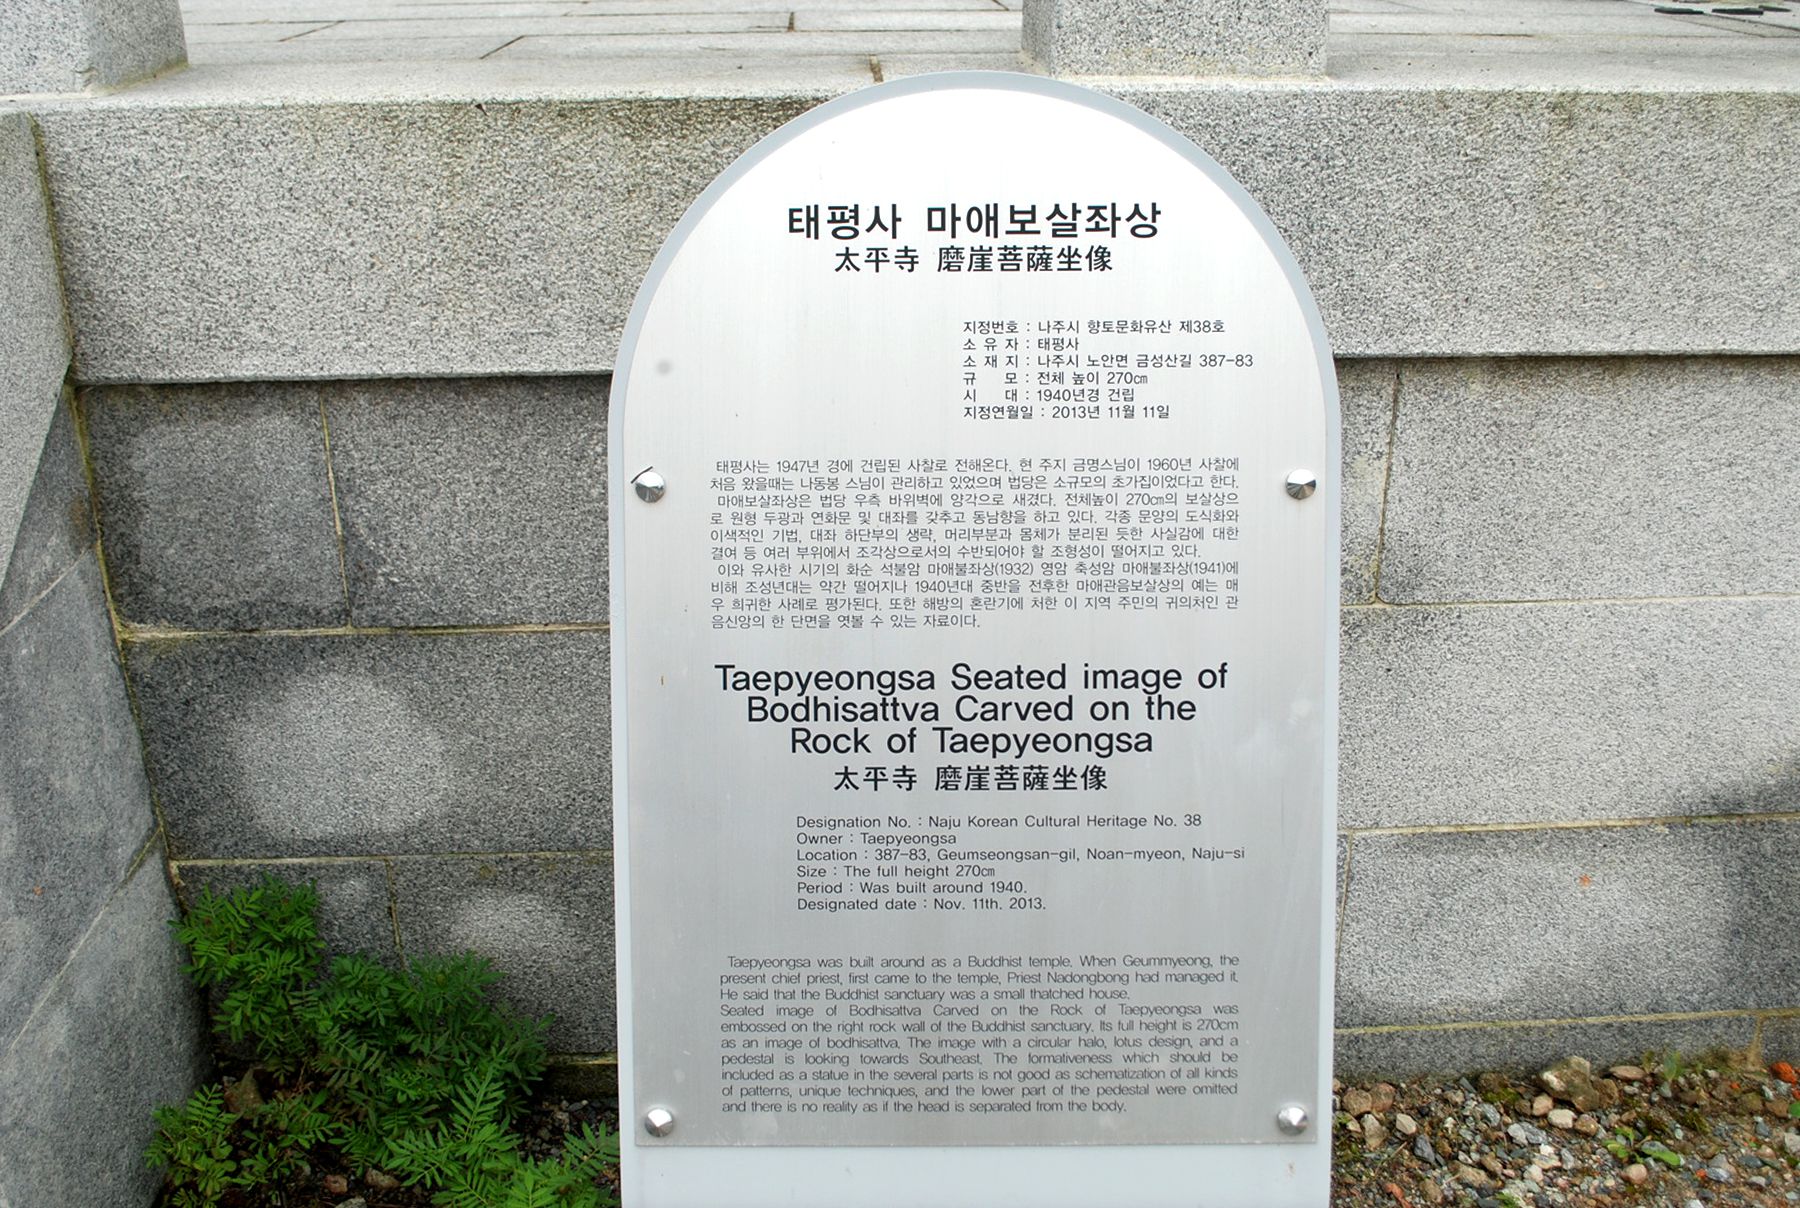 태평사 마애보살좌상
太平寺 磨崖菩薩坐像
지정번호 : 나주시 향토문화유산 제38호
소 유 자 : 태평사
소 재 지 : 나주시 노안면 금성산길 387-83
규 모 : 전체 높이 270㎝
시 대 : 1940년경 건립
지정연월일 : 2013년 11월 11일
태평사는 1947년 경에 건립된 사찰로 전해온다. 현 주지 금명스님이 1960년 사찰에
처음 왔을때는 나동봉 스님이 관리하고 있었으며 법당은 소규모의 초가집이었다고 한다.
마애보살좌상은 법당 우측 바위벽에 양각으로 새겼다. 전체높이 270㎝의 보살상으
로 원형 두광과 연화문 및 대좌를 갖추고 동남향을 하고 있다. 각종 문양의 도식화와
이색적인 기법, 대좌 하단부의 생략, 머리부분과 몸체가 분리된 듯한 사실감에 대한
결여 등 여러 부위에서 조각상으로서의 수반되어야 할 조형성이 떨어지고 있다.
이와 유사한 시기의 화순 석불암 마애불좌상(1932) 영암 축성암 마애불좌상(1941)에
비해 조성년대는 약간 떨어지나 1940년대 중반을 전후한 마애관음보살상의 예는 매
우 희귀한 사례로 평가된다. 또한 해방의 혼란기에 처한 이 지역 주민의 귀의처인 관
음신앙의 한 단면을 엿볼 수 있는 자료이다.
Taepyeongsa Seated image of
Bodhisattva Carved on the
Rock of Taepyeongsa
太平寺 磨崖菩薩坐像
Designation No. : Naju Korean Cultural Heritage No. 38
Owner : Taepyeongsa
Location : 387-83, Geumseongsan-gil, Noan-myeon, Naju-si
Size : The full height 270㎝
Period : Was built around 1940.
Designated date : Nov. 11th. 2013.
Taepyeongsa was built around as a Buddhist temple. When Geummyeong, the
present chief priest, first came to the temple, Priest Nadongbong had managed it.
He said that the Buddhist sanctuary was a small thatched house.
Seated image of Bodhisattva Carved on the Rock of Taepyeongsa was
embossed on the right rock wall of the Buddhist sanctuary. Its full height is 270cm
as an image of bodhisattva. The image with a circular halo, lotus design, and a
pedestal is looking towards Southeast. The formativeness which should be
included as a statue in the several parts is not good as schematization of all kinds
of patterns, unique techniques, and the lower part of the pedestal were omitted
and there is no reality as if the head is separated from the body.